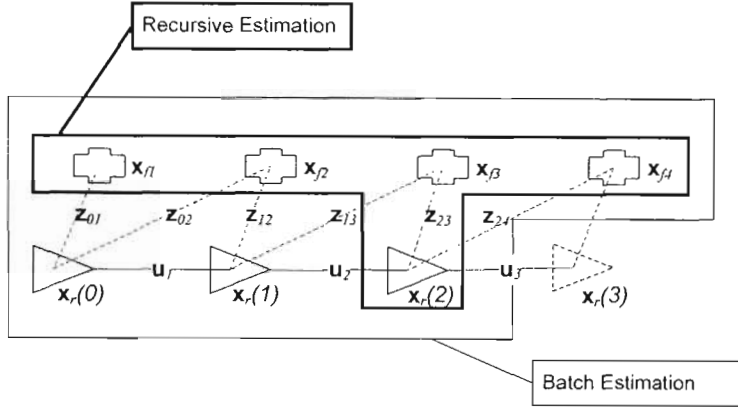 Recursive Estimation
x_f1 x_f2 x_f3 x_f4
z_01 z_02 z_12 z_13 z_23 z_24
u_1 u_2 u_3
x_r(0) x_r(1) x_r(2) x_r(3)
Batch Estimation